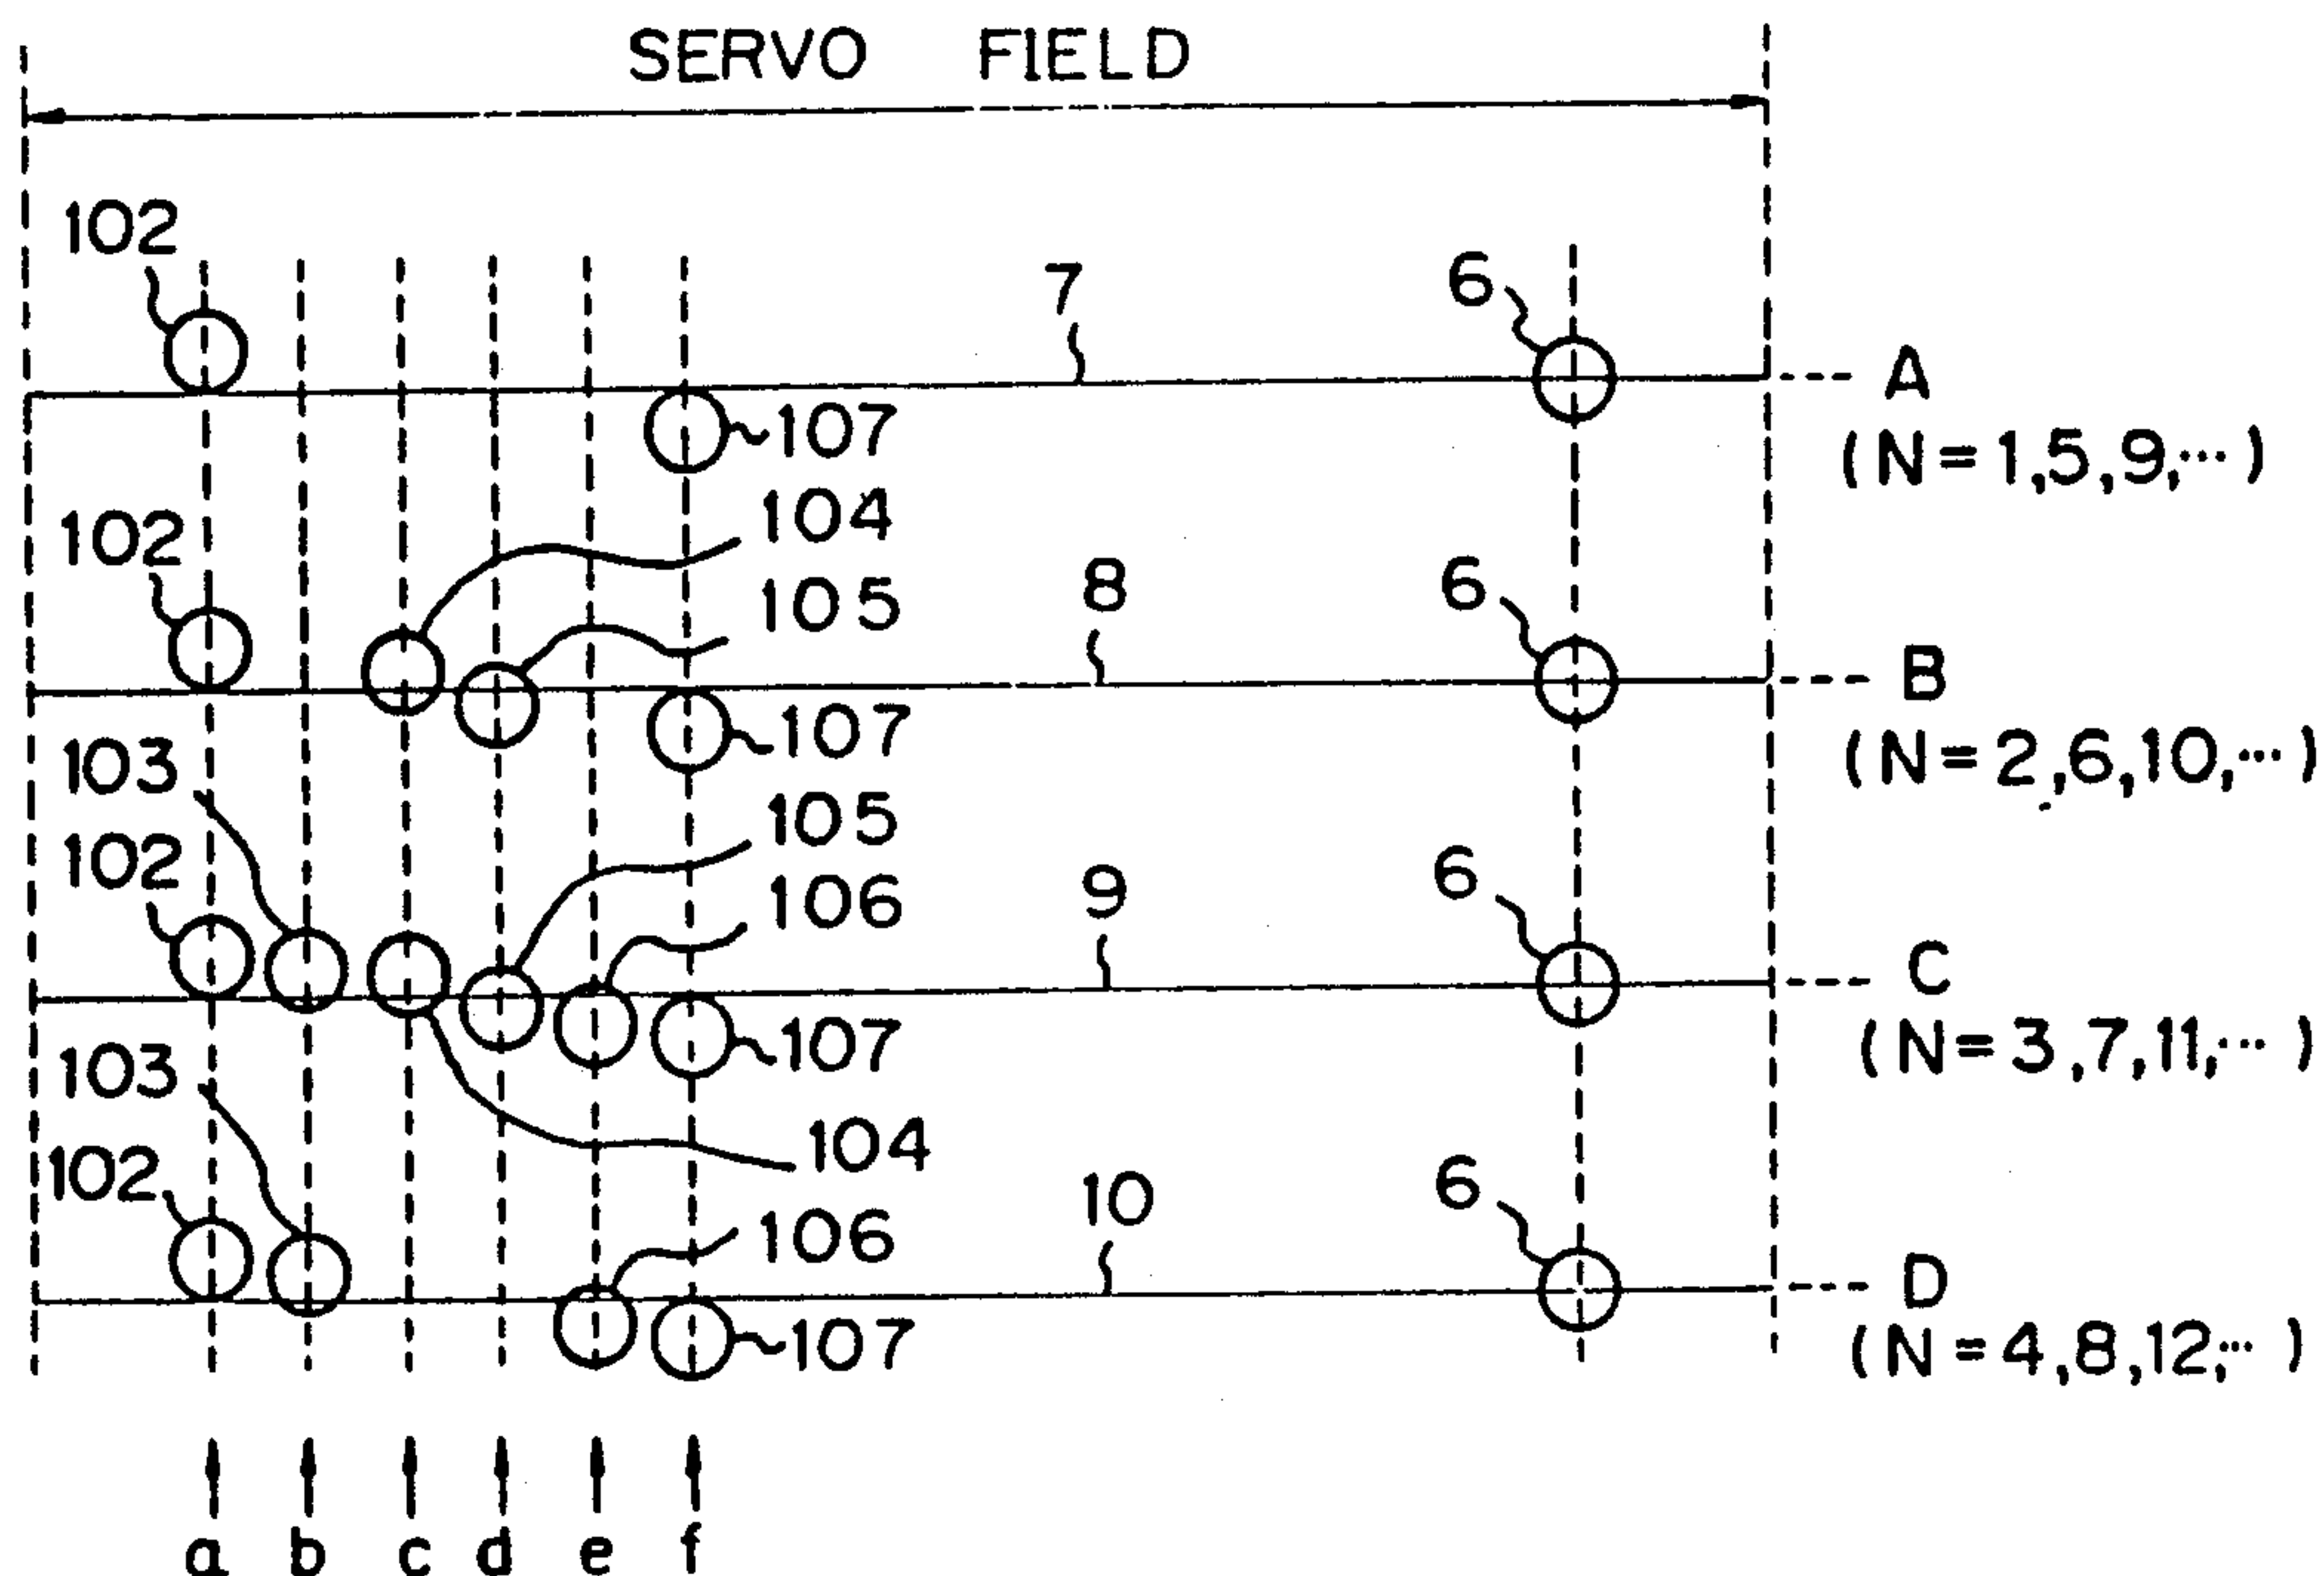 SERVO FIELD
102
7
6
A
107
(N=1,5,9,···)
104
102
105
8
6
B
107
(N=2,6,10,···)
103
105
102
106
9
6
C
107
(N=3,7,11,···)
103
104
102
106
10
6
D
107
(N=4,8,12,··· )
a b c d e f